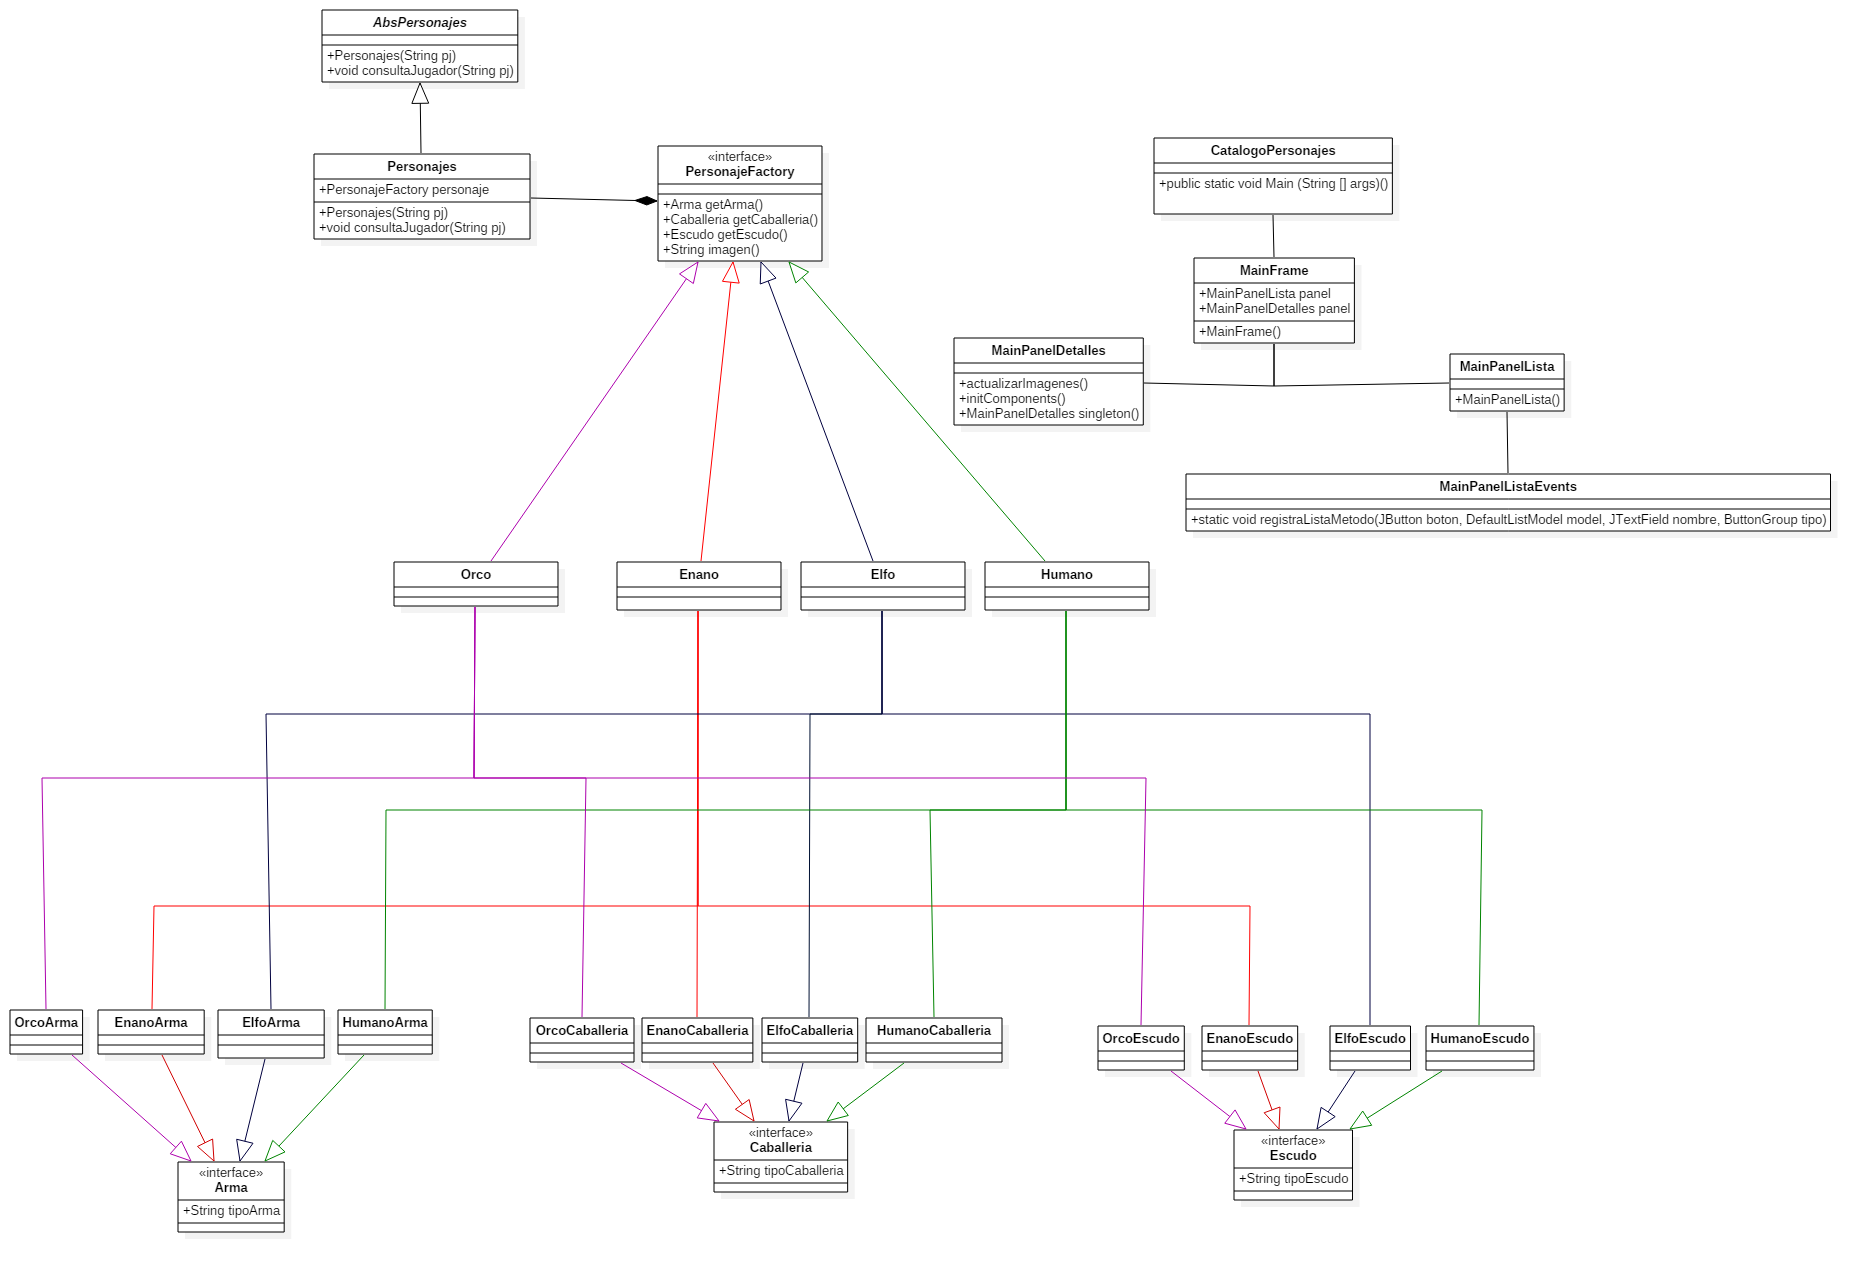 AbsPersonajes
+Personajes(String pj)
+void consultaJugador(String pj)
Personajes
+PersonajeFactory personaje
+Personajes(String pj)
+void consultaJugador(String pj)
«interface»
PersonajeFactory
+Arma getArma()
+Caballeria getCaballeria()
+Escudo getEscudo()
+String imagen()
CatalogoPersonajes
+public static void Main (String [] args)()
MainFrame
+MainPanelLista panel
+MainPanelDetalles panel
+MainFrame()
MainPanelDetalles
+actualizarImagenes()
+initComponents()
+MainPanelDetalles singleton()
MainPanelLista
+MainPanelLista()
MainPanelListaEvents
+static void registraListaMetodo(JButton boton, DefaultListModel model, JTextField nombre, ButtonGroup tipo)
Orco
Enano
Elfo
Humano
OrcoArma
EnanoArma
ElfoArma
HumanoArma
OrcoCaballeria
EnanoCaballeria
ElfoCaballeria
HumanoCaballeria
OrcoEscudo
EnanoEscudo
ElfoEscudo
HumanoEscudo
«interface»
Arma
+String tipoArma
«interface»
Caballeria
+String tipoCaballeria
«interface»
Escudo
+String tipoEscudo